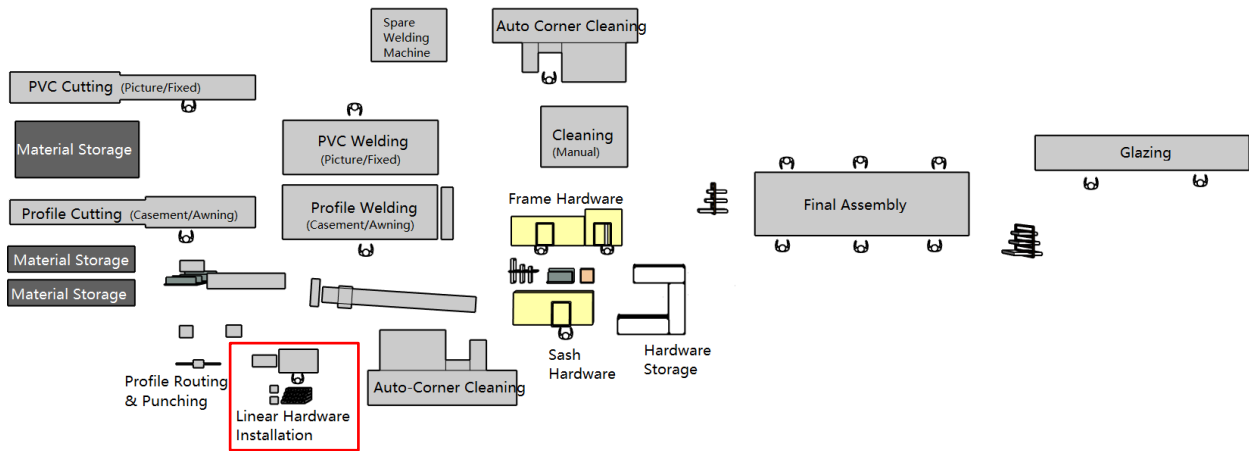 Spare
Welding
Machine
Auto Corner Cleaning
PVC Cutting (Picture/Fixed)
Material Storage
PVC Welding
(Picture/Fixed)
Cleaning
(Manual)
Glazing
Profile Cutting (Casement/Awning)
Profile Welding
(Casement/Awning)
Frame Hardware
Final Assembly
Material Storage
Material Storage
Sash
Hardware
Hardware
Storage
Profile Routing
& Punching
Linear Hardware
Installation
Auto-Corner Cleaning